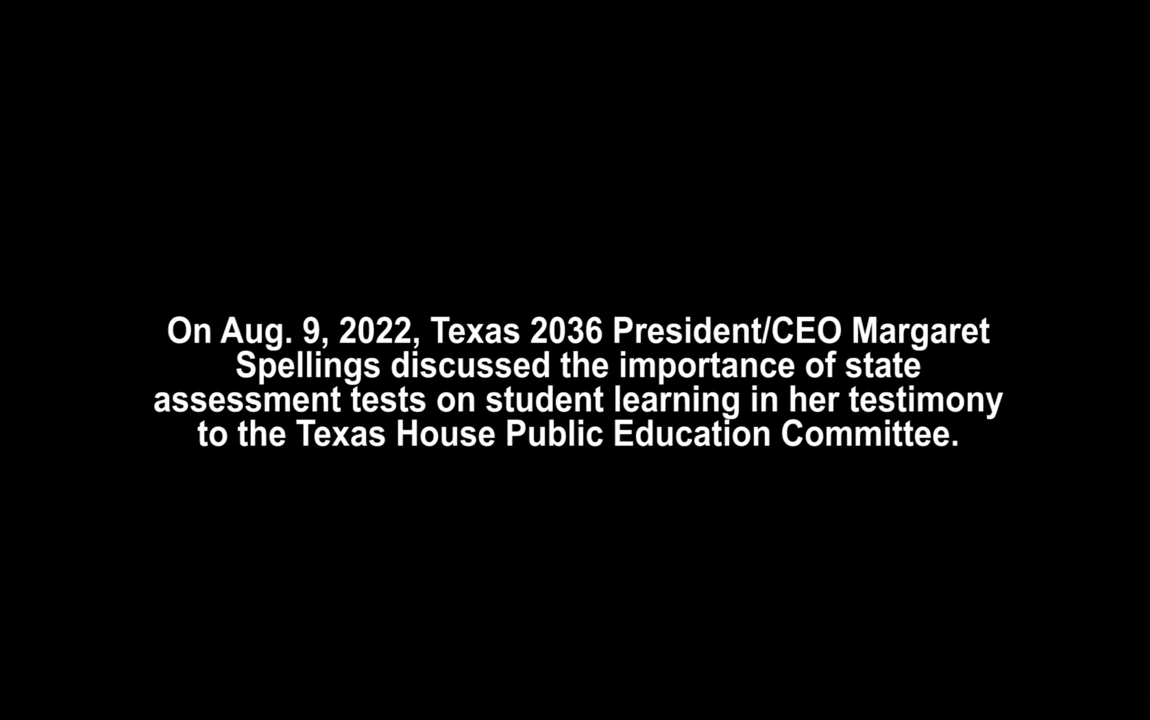 On Aug. 9, 2022, Texas 2036 President/CEO Margaret
Spellings discussed the importance of state
assessment tests on student learning in her testimony
to the Texas House Public Education Committee.